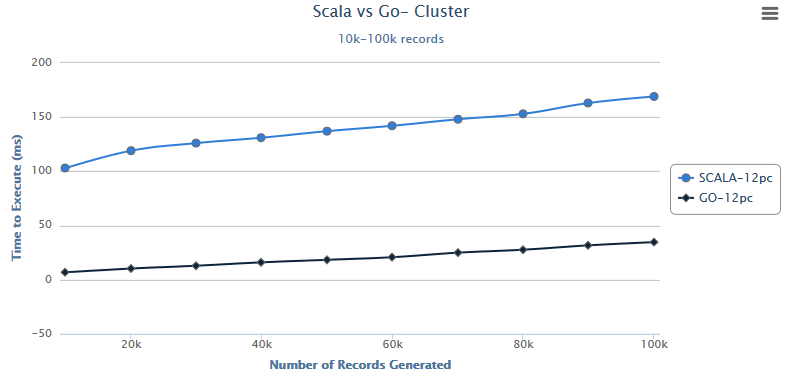 Scala vs Go- Cluster
10k-100k records
Time to Execute (ms)
200
150
100
50
0
-50
20k
40k
60k
80k
100k
Number of Records Generated
SCALA-12pc
GO-12pc